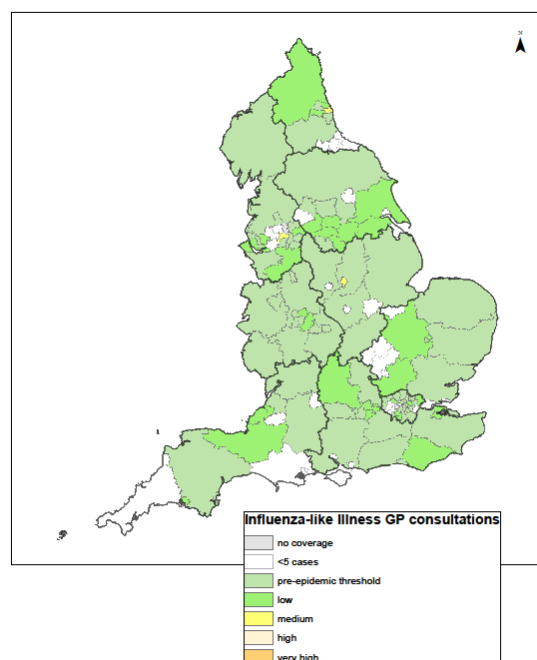 N
Influenza-like Illness GP consultations
no coverage
<5 cases
pre-epidemic threshold
low
medium
high
very high